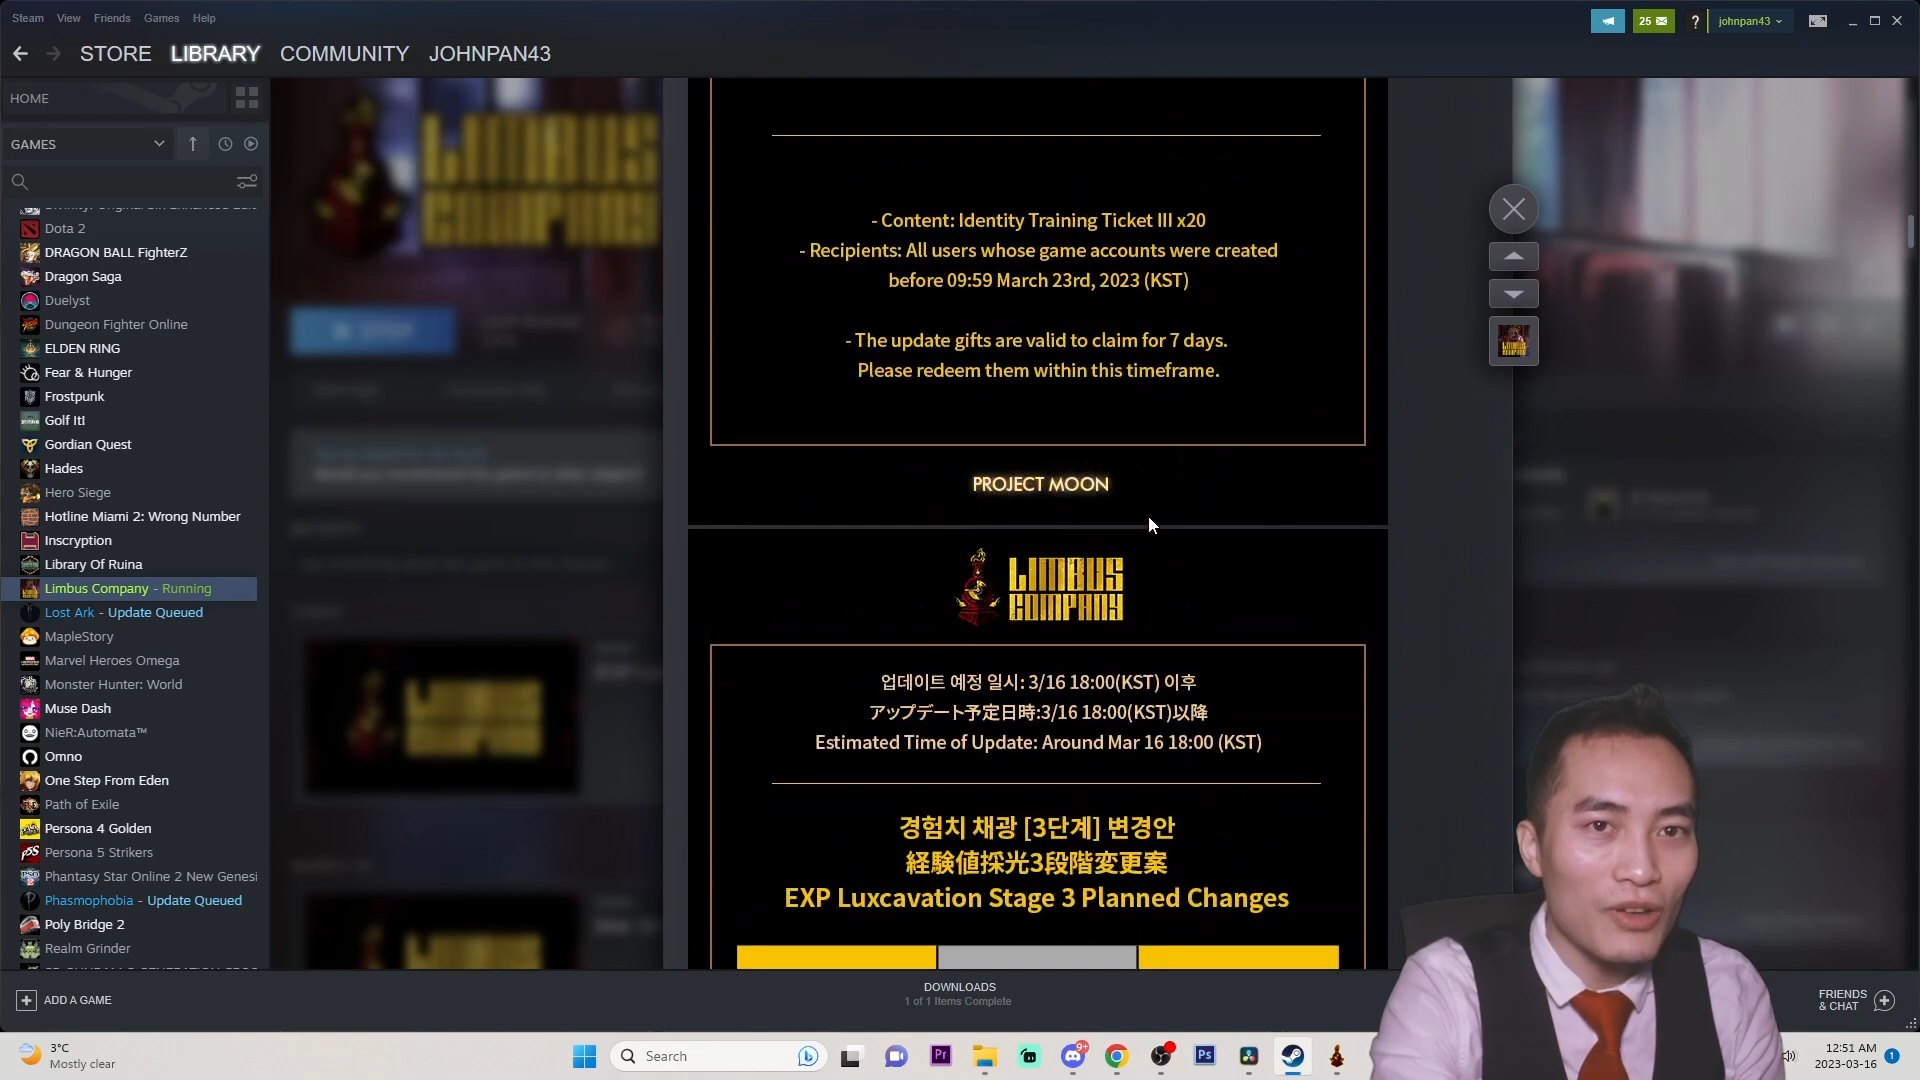 Steam View Friends Games Help
25
?
johnpan43
STORE LIBRARY COMMUNITY JOHNPAN43
HOME
GAMES
Dota 2
DRAGON BALL FighterZ
Dragon Saga
Duelyst
Dungeon Fighter Online
ELDEN RING
Fear & Hunger
Frostpunk
Golf It!
Gordian Quest
Hades
Hero Siege
Hotline Miami 2: Wrong Number
Inscryption
Library Of Ruina
Limbus Company - Running
Lost Ark - Update Queued
MapleStory
Marvel Heroes Omega
Monster Hunter: World
Muse Dash
NieR:Automata™
Omno
One Step From Eden
Path of Exile
Persona 4 Golden
Persona 5 Strikers
Phantasy Star Online 2 New Genesi
Phasmophobia - Update Queued
Poly Bridge 2
Realm Grinder
- Content: Identity Training Ticket III x20
- Recipients: All users whose game accounts were created
before 09:59 March 23rd, 2023 (KST)
- The update gifts are valid to claim for 7 days.
Please redeem them within this timeframe.
PROJECT MOON
LIMBUS
COMPANY
업데이트 예정 일시: 3/16 18:00(KST) 이후
アップデート予定日時:3/16 18:00(KST)以降
Estimated Time of Update: Around Mar 16 18:00 (KST)
경험치 채광 [3단계] 변경안
経験値採光3段階変更案
EXP Luxcavation Stage 3 Planned Changes
ADD A GAME
DOWNLOADS
1 of 1 Items Complete
FRIENDS
& CHAT
3°C
Mostly clear
Search
Pr
9+
Ps
12:51 AM
2023-03-16
1